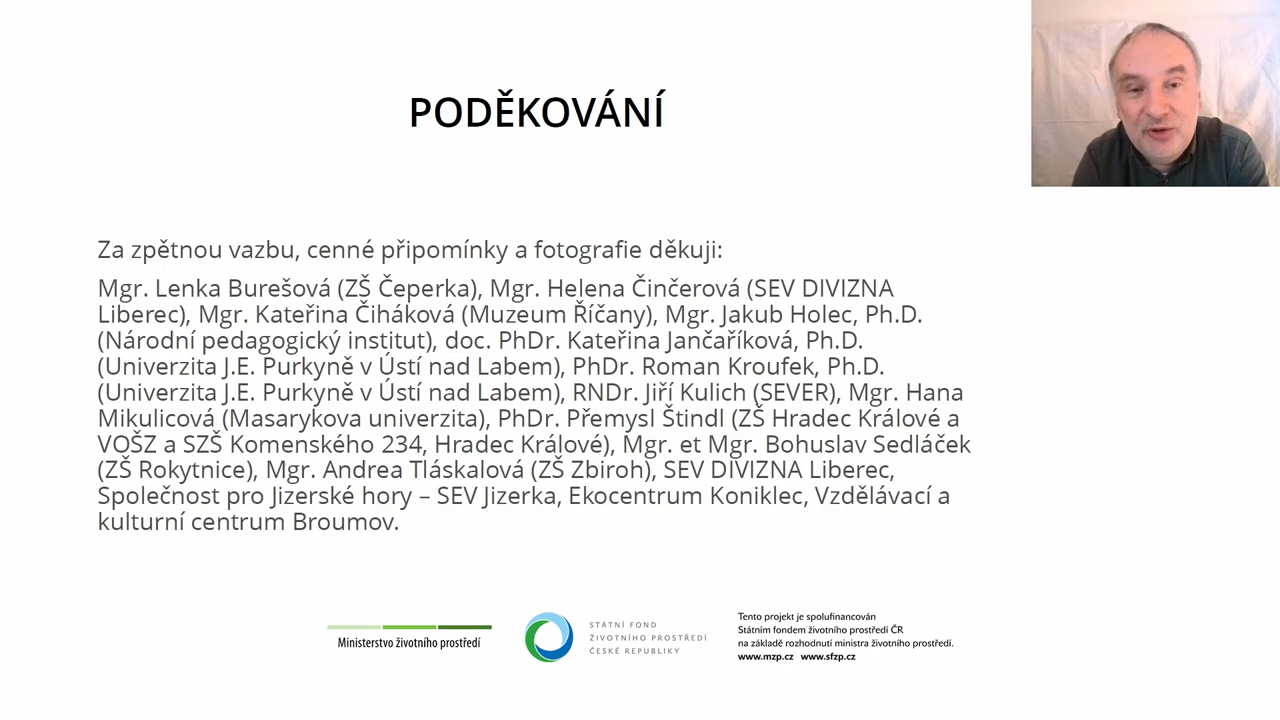 PODĚKOVÁNÍ
Za zpětnou vazbu, cenné připomínky a fotografie děkuji:
Mgr. Lenka Burešová (ZŠ Čeperka), Mgr. Helena Činčerová (SEV DIVIZNA
Liberec), Mgr. Kateřina Čiháková (Muzeum Říčany), Mgr. Jakub Holec, Ph.D.
(Národní pedagogický institut), doc. PhDr. Kateřina Jančaříková, Ph.D.
(Univerzita J.E. Purkyně v Ústí nad Labem), PhDr. Roman Kroufek, Ph.D.
(Univerzita J.E. Purkyně v Ústí nad Labem), RNDr. Jiří Kulich (SEVER), Mgr. Hana
Mikulicová (Masarykova univerzita), PhDr. Přemysl Štindl (ZŠ Hradec Králové a
VOŠZ a SZŠ Komenského 234, Hradec Králové), Mgr. et Mgr. Bohuslav Sedláček
(ZŠ Rokytnice), Mgr. Andrea Tláskalová (ZŠ Zbiroh), SEV DIVIZNA Liberec,
Společnost pro Jizerské hory – SEV Jizerka, Ekocentrum Koniklec, Vzdělávací a
kulturní centrum Broumov.
Ministerstvo životního prostředí
STÁTNÍ FOND
ŽIVOTNÍHO PROSTŘEDÍ
ČESKÉ REPUBLIKY
Tento projekt je spolufinancován
Státním fondem životního prostředí ČR
na základě rozhodnutí ministra životního prostředí.
www.mzp.cz www.sfzp.cz